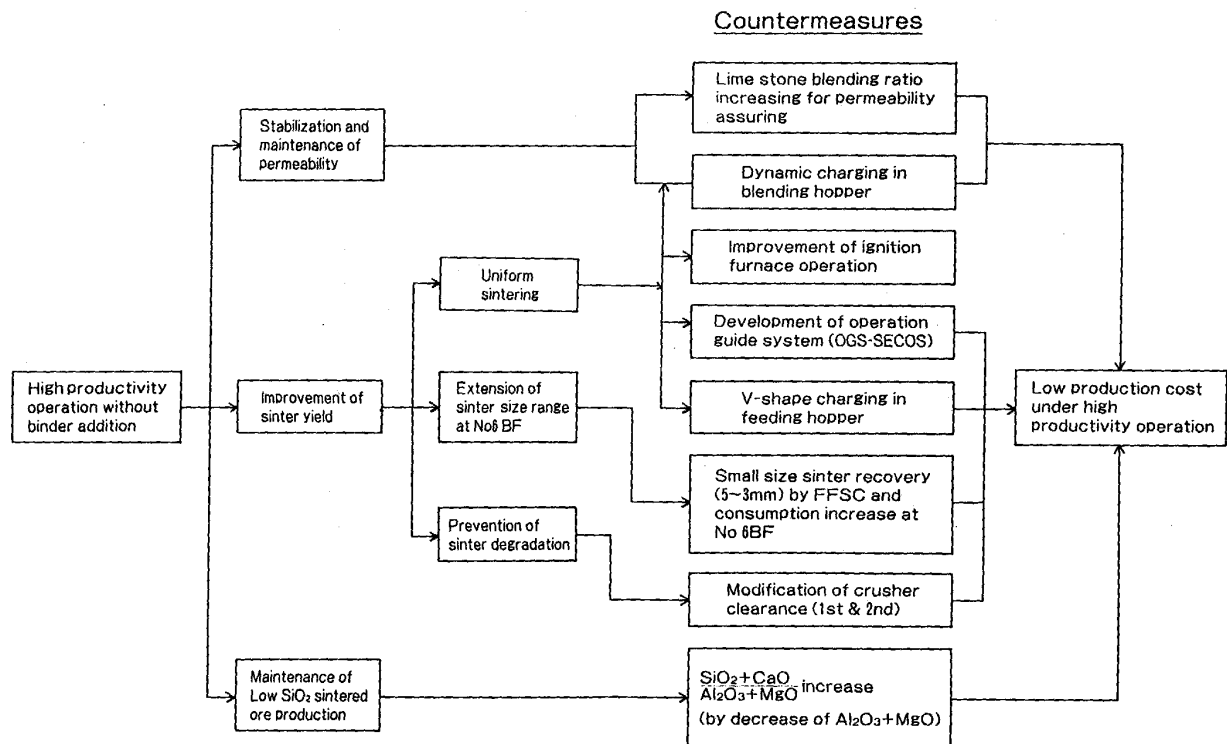 Countermeasures
Lime stone blending ratio
increasing for permeability
assuring
Stabilization and
maintenance of
permeability
Dynamic charging in
blending hopper
Improvement of ignition
furnace operation
Uniform
sintering
Development of operation
guide system (OGS-SECOS)
High productivity
operation without
binder addition
Improvement of
sinter yield
Extension of
sinter size range
at No6 BF
V-shape charging in
feeding hopper
Low production cost
under high
productivity operation
Small size sinter recovery
(5~3mm) by FFSC and
consumption increase at
No 6BF
Prevention of
sinter degradation
Modification of crusher
clearance (1st & 2nd)
Maintenance of
Low SiO₂ sintered
ore production
SiO₂+CaO
Al₂O₃+MgO increase
(by decrease of Al₂O₃+MgO)